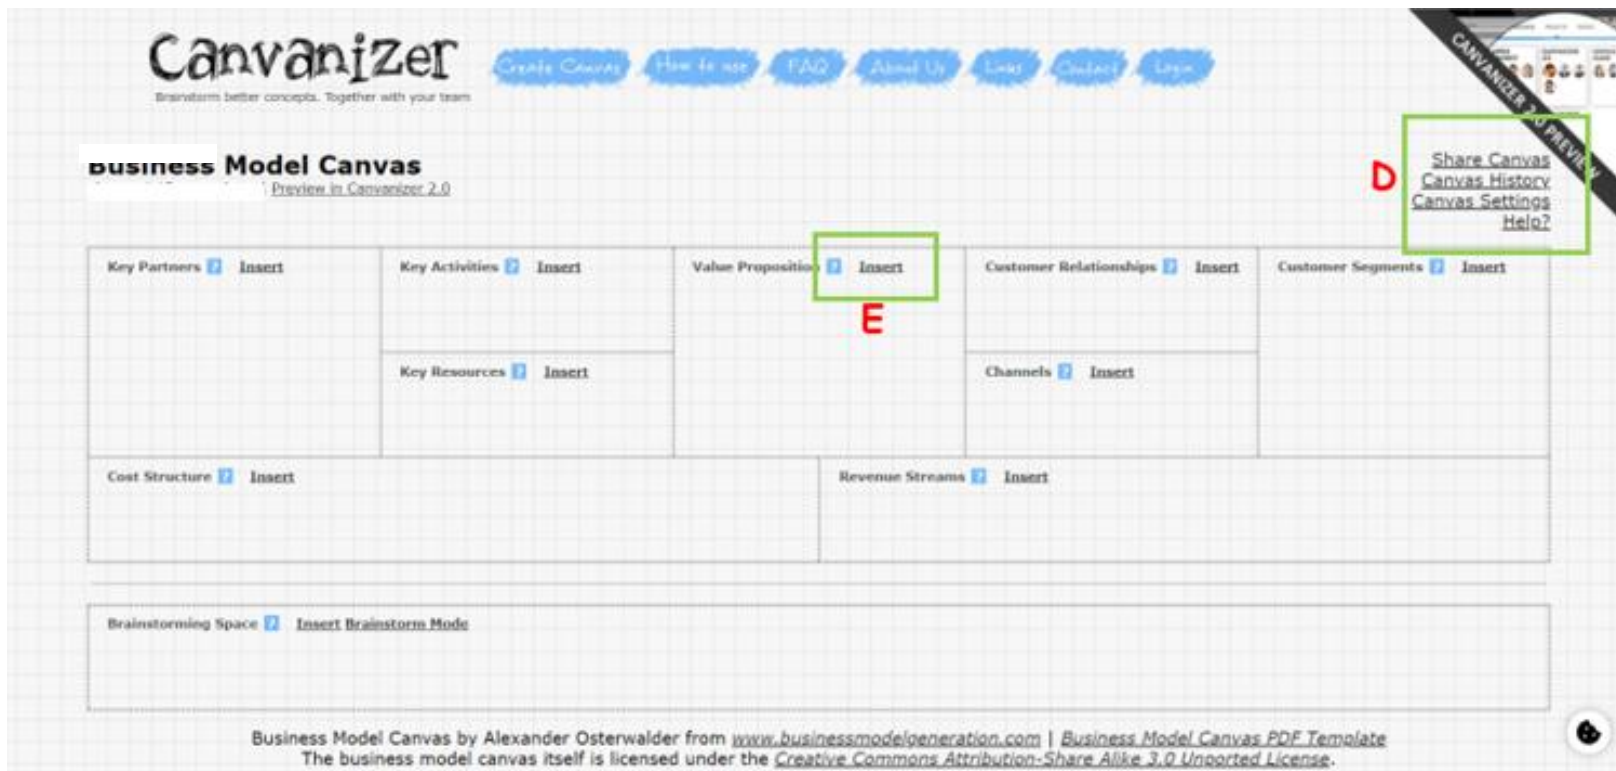 Canvanizer
Brainstorm better concepts. Together with your team
Create Canvas How to use FAQ About Us Links Contact Login
CANVANIZER 2.0 PREVIEW
Business Model Canvas
Preview in Canvanizer 2.0
D
Share Canvas
Canvas History
Canvas Settings
Help?
Key Partners ? Insert
Key Activities ? Insert
Value Proposition ? Insert
Customer Relationships ? Insert
Customer Segments ? Insert
E
Key Resources ? Insert
Channels ? Insert
Cost Structure ? Insert
Revenue Streams ? Insert
Brainstorming Space ? Insert Brainstorm Mode
Business Model Canvas by Alexander Osterwalder from www.businessmodelgeneration.com | Business Model Canvas PDF Template
The business model canvas itself is licensed under the Creative Commons Attribution-Share Alike 3.0 Unported License.